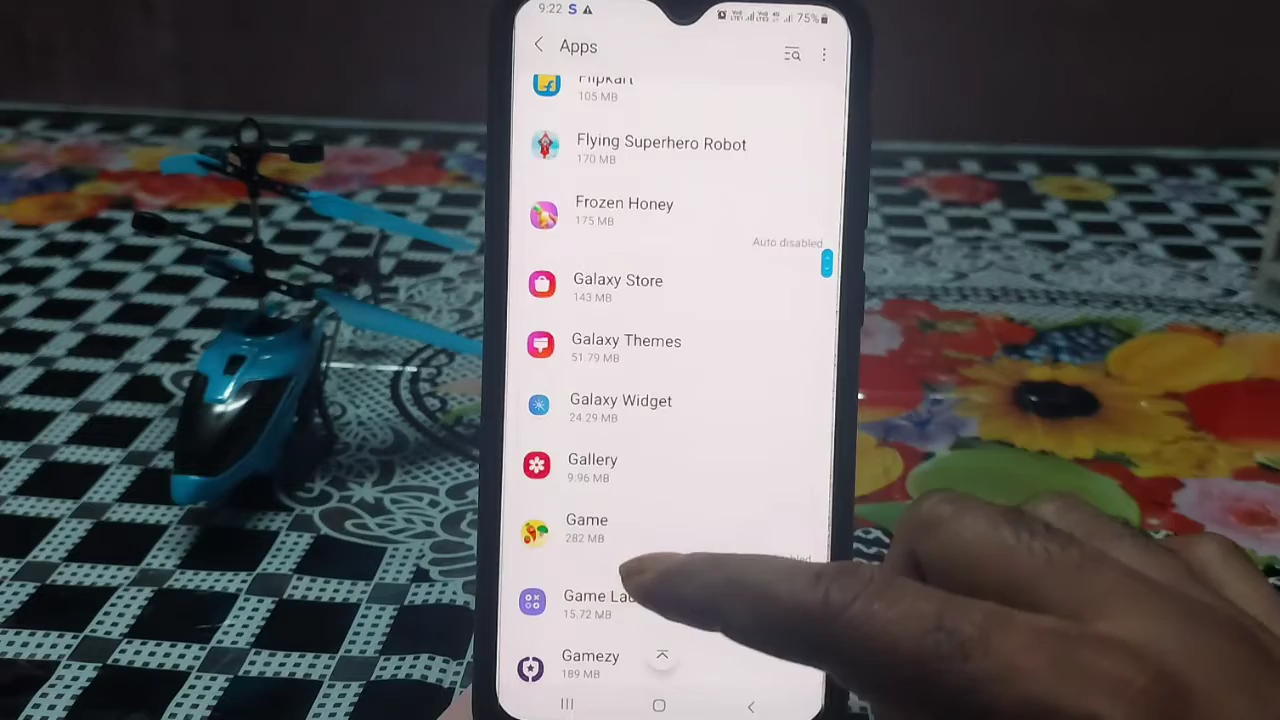 9:22 S 75%
Apps
Flipkart
105 MB
Flying Superhero Robot
170 MB
Frozen Honey
175 MB
Auto disabled
Galaxy Store
143 MB
Galaxy Themes
51.79 MB
Galaxy Widget
24.29 MB
Gallery
9.96 MB
Game
282 MB
Game
15.72 MB
Gamezy
189 MB